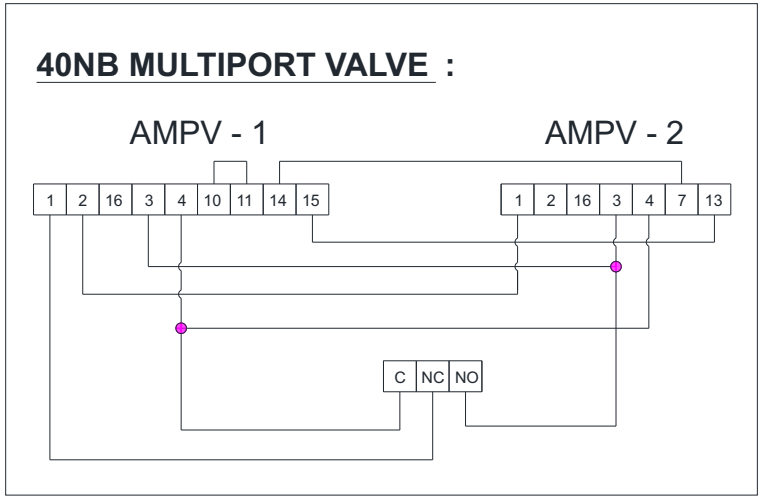 40NB MULTIPORT VALVE :
AMPV - 1 AMPV - 2
1 2 16 3 4 10 11 14 15 1 2 16 3 4 7 13
C NC NO